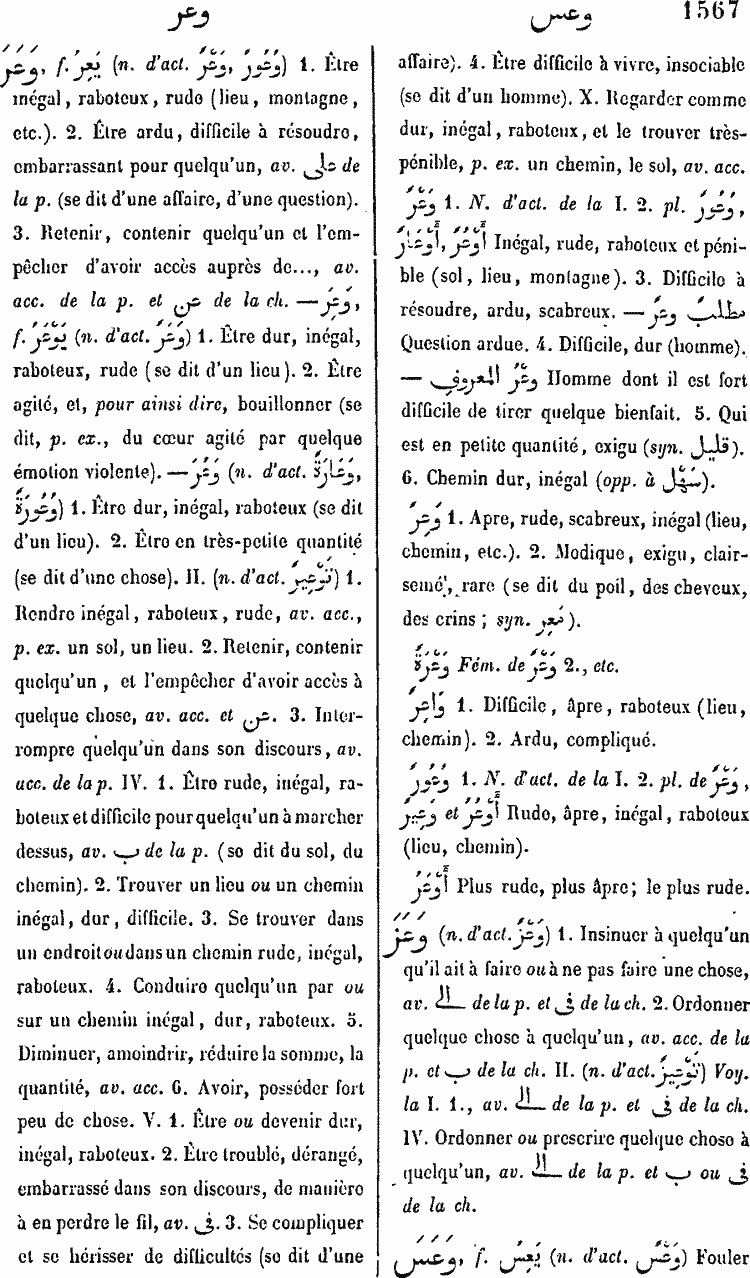 وعر
وعس
1567
وَعَرَ, f. يَعِرُ (n. d'act. وَعْرٌ, وُعُورٌ) 1. Être
inégal, raboteux, rude (lieu, montagne,
etc.). 2. Être ardu, difficile à résoudre,
embarrassant pour quelqu'un, av. على de
la p. (se dit d'une affaire, d'une question).
3. Retenir, contenir quelqu'un et l'em-
pêcher d'avoir accès auprès de..., av.
acc. de la p. et عن de la ch. — وَعِرَ,
f. يَوْعَرُ (n. d'act. وَعَرٌ) 1. Être dur, inégal,
raboteux, rude (se dit d'un lieu). 2. Être
agité, et, pour ainsi dire, bouillonner (se
dit, p. ex., du cœur agité par quelque
émotion violente). — وَعُرَ (n. d'act. وَعَارَةٌ,
وُعُورَةٌ) 1. Être dur, inégal, raboteux (se dit
d'un lieu). 2. Être en très-petite quantité
(se dit d'une chose). II. (n. d'act. تَوْعِيرٌ) 1.
Rendre inégal, raboteux, rude, av. acc.,
p. ex. un sol, un lieu. 2. Retenir, contenir
quelqu'un, et l'empêcher d'avoir accès à
quelque chose, av. acc. et عن. 3. Inter-
rompre quelqu'un dans son discours, av.
acc. de la p. IV. 1. Être rude, inégal, ra-
boteux et difficile pour quelqu'un à marcher
dessus, av. ب de la p. (se dit du sol, du
chemin). 2. Trouver un lieu ou un chemin
inégal, dur, difficile. 3. Se trouver dans
un endroit ou dans un chemin rude, inégal,
raboteux. 4. Conduire quelqu'un par ou
sur un chemin inégal, dur, raboteux. 5.
Diminuer, amoindrir, réduire la somme, la
quantité, av. acc. 6. Avoir, posséder fort
peu de chose. V. 1. Être ou devenir dur,
inégal, raboteux. 2. Être troublé, dérangé,
embarrassé dans son discours, de manière
à en perdre le fil, av. فى. 3. Se compliquer
et se hérisser de difficultés (se dit d'une
affaire). 4. Être difficile à vivre, insociable
(se dit d'un homme). X. Regarder comme
dur, inégal, raboteux, et le trouver très-
pénible, p. ex. un chemin, le sol, av. acc.
وَعْرٌ 1. N. d'act. de la I. 2. pl. وُعُورٌ,
أَوْعُرٌ, أَوْعَارٌ Inégal, rude, raboteux et péni-
ble (sol, lieu, montagne). 3. Difficile à
résoudre, ardu, scabreux. — مطلبٌ وعرٌ
Question ardue. 4. Difficile, dur (homme).
— وعْرُ المعروفِ Homme dont il est fort
difficile de tirer quelque bienfait. 5. Qui
est en petite quantité, exigu (syn. قليل).
6. Chemin dur, inégal (opp. à سَهْل).
وَعِرٌ 1. Apre, rude, scabreux, inégal (lieu,
chemin, etc.). 2. Modique, exigu, clair-
semé, rare (se dit du poil, des cheveux,
des crins; syn. مَعِر).
وَعْرَةٌ Fém. de وَعْرٌ 2., etc.
وَاعِرٌ 1. Difficile, âpre, raboteux (lieu,
chemin). 2. Ardu, compliqué.
وُعُورٌ 1. N. d'act. de la I. 2. pl. de وَعْرٌ,
وَعِيرٌ et أَوْعَرُ Rude, âpre, inégal, raboteux
(lieu, chemin).
أَوْعَرُ Plus rude, plus âpre; le plus rude.
وَعَزَ (n. d'act. وَعْزٌ) 1. Insinuer à quelqu'un
qu'il ait à faire ou à ne pas faire une chose,
av. الى de la p. et فى de la ch. 2. Ordonner
quelque chose à quelqu'un, av. acc. de la
p. et ب de la ch. II. (n. d'act. تَوْعِيزٌ) Voy.
la I. 1., av. الى de la p. et فى de la ch.
IV. Ordonner ou prescrire quelque chose à
quelqu'un, av. الى de la p. et ب ou فى
de la ch.
وَعَسَ, f. يَعِسُ (n. d'act. وَعْسٌ) Fouler